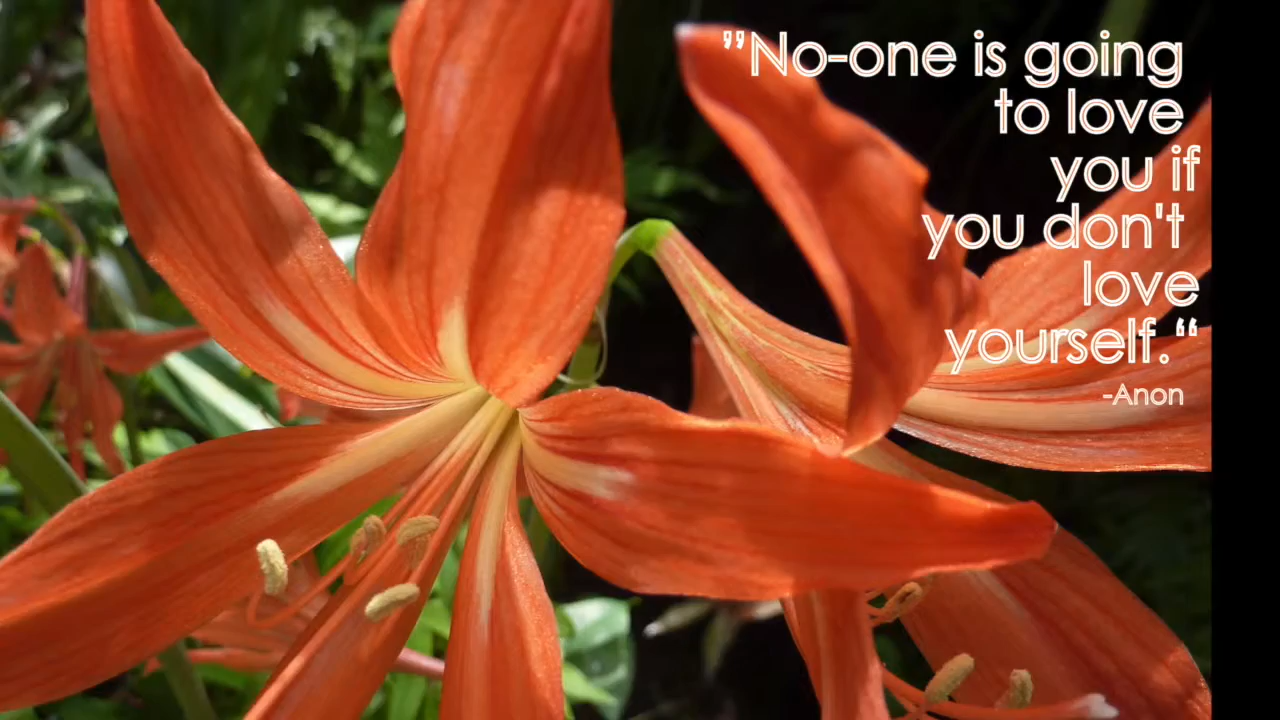 ”No-one is going
to love
you if
you don't
love
yourself.“
-Anon